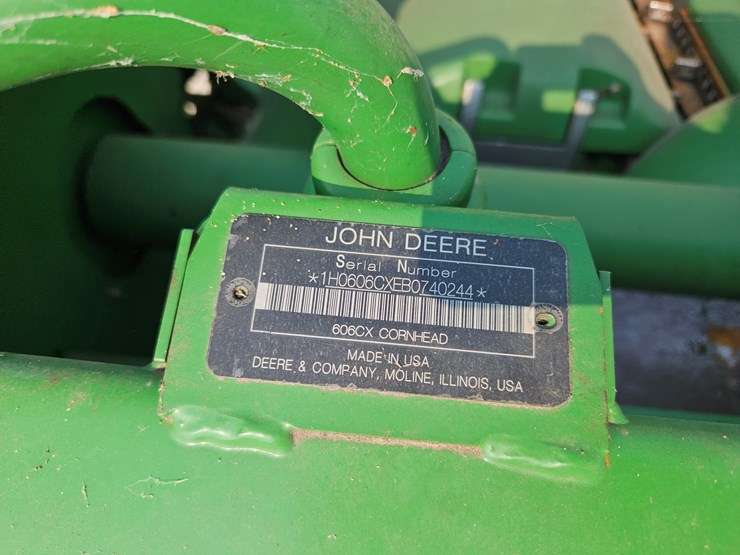 JOHN DEERE
Serial Number
*1H0606CXEB0740244*
606CX CORNHEAD
MADE IN USA
DEERE & COMPANY, MOLINE, ILLINOIS, USA